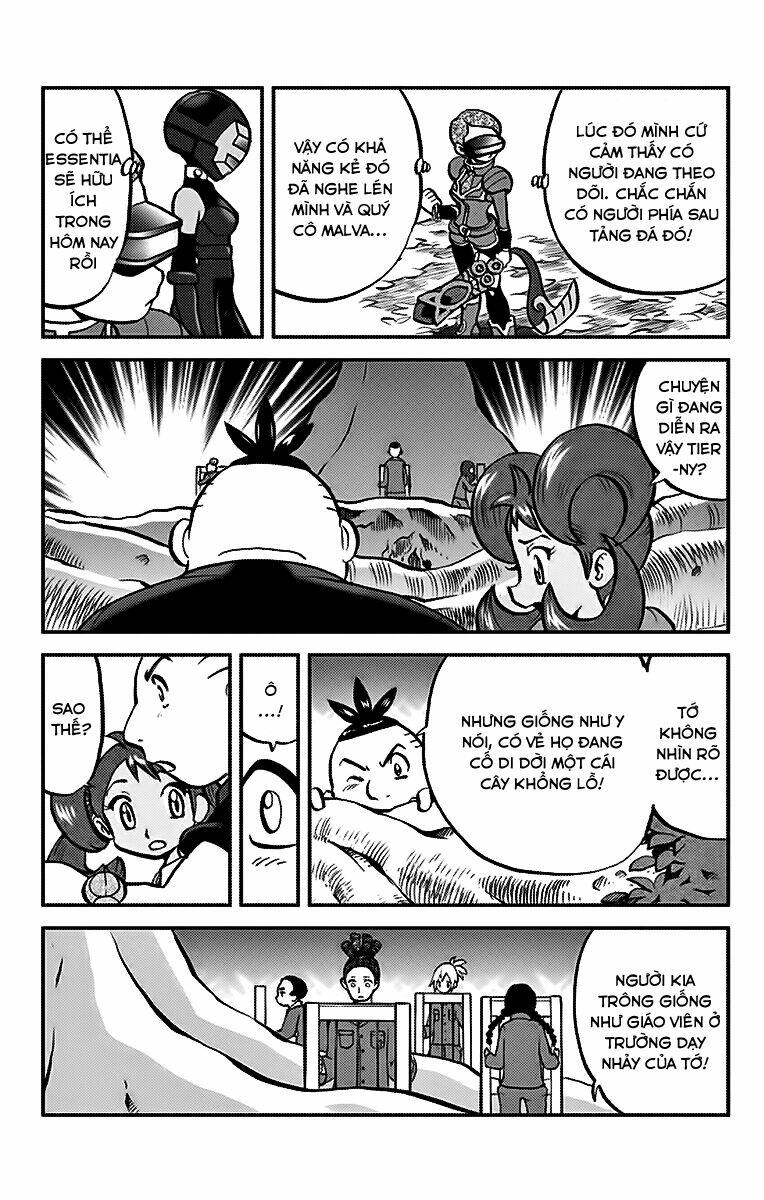 LÚC ĐÓ MÌNH CỨ
CẢM THẤY CÓ
NGƯỜI ĐANG THEO
DÕI. CHẮC CHẮN
CÓ NGƯỜI PHÍA SAU
TẢNG ĐÁ ĐÓ!
VẬY CÓ KHẢ
NĂNG KẺ ĐÓ
ĐÃ NGHE LÉN
MÌNH VÀ QUÝ
CÔ MALVA...
CÓ THỂ
ESSENTIA
SẼ HỮU
ÍCH
TRONG
HÔM NAY
RỒI
CHUYỆN
GÌ ĐANG
DIỄN RA
VẬY TIER
-NY?
TỚ
KHÔNG
NHÌN RÕ
ĐƯỢC...
NHƯNG GIỐNG NHƯ Y
NÓI, CÓ VẺ HỌ ĐANG
CỐ DI DỜI MỘT CÁI
CÂY KHỔNG LỒ!
Ô
...!
SAO
THẾ?
NGƯỜI KIA
TRÔNG GIỐNG
NHƯ GIÁO VIÊN Ở
TRƯỜNG DẠY
NHẢY CỦA TỚ!